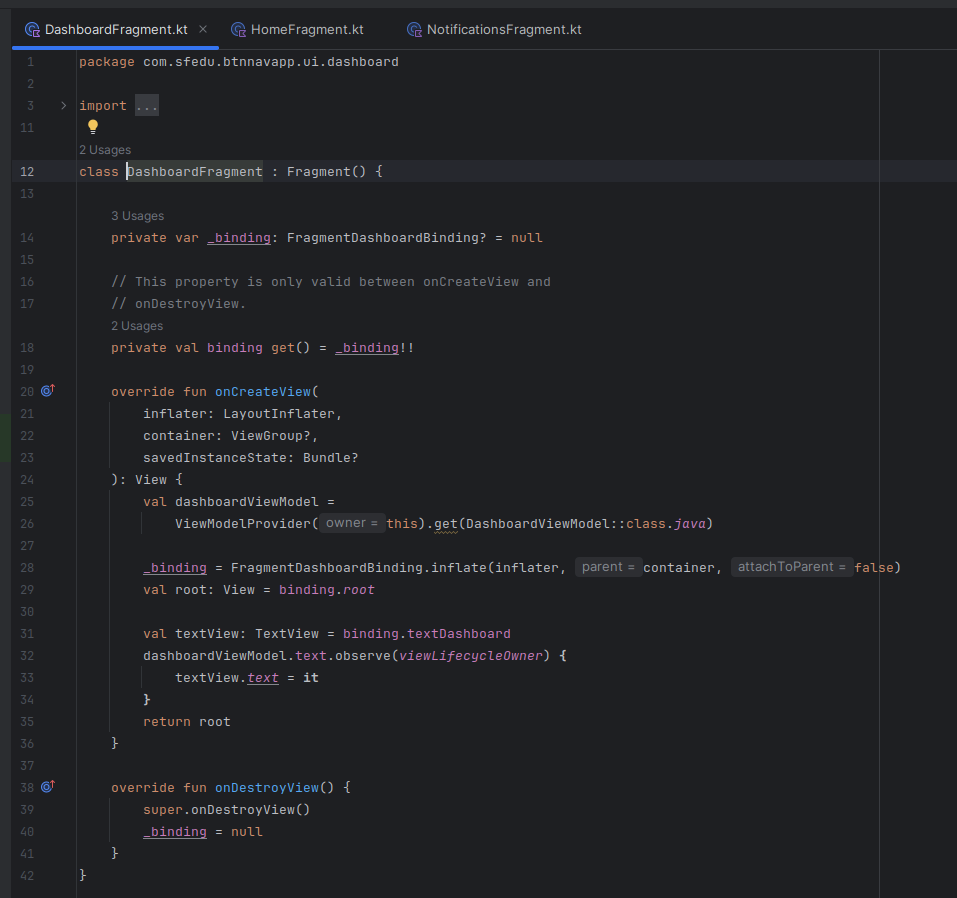 DashboardFragment.kt × HomeFragment.kt NotificationsFragment.kt
1 package com.sfedu.btnnavapp.ui.dashboard
2
3 import ...
11
2 Usages
12 class DashboardFragment : Fragment() {
13
3 Usages
14 private var _binding: FragmentDashboardBinding? = null
15
16 // This property is only valid between onCreateView and
17 // onDestroyView.
2 Usages
18 private val binding get() = _binding!!
19
20 override fun onCreateView(
21 inflater: LayoutInflater,
22 container: ViewGroup?,
23 savedInstanceState: Bundle?
24 ): View {
25 val dashboardViewModel =
26 ViewModelProvider( owner = this).get(DashboardViewModel::class.java)
27
28 _binding = FragmentDashboardBinding.inflate(inflater, parent = container, attachToParent = false)
29 val root: View = binding.root
30
31 val textView: TextView = binding.textDashboard
32 dashboardViewModel.text.observe(viewLifecycleOwner) {
33 textView.text = it
34 }
35 return root
36 }
37
38 override fun onDestroyView() {
39 super.onDestroyView()
40 _binding = null
41 }
42 }